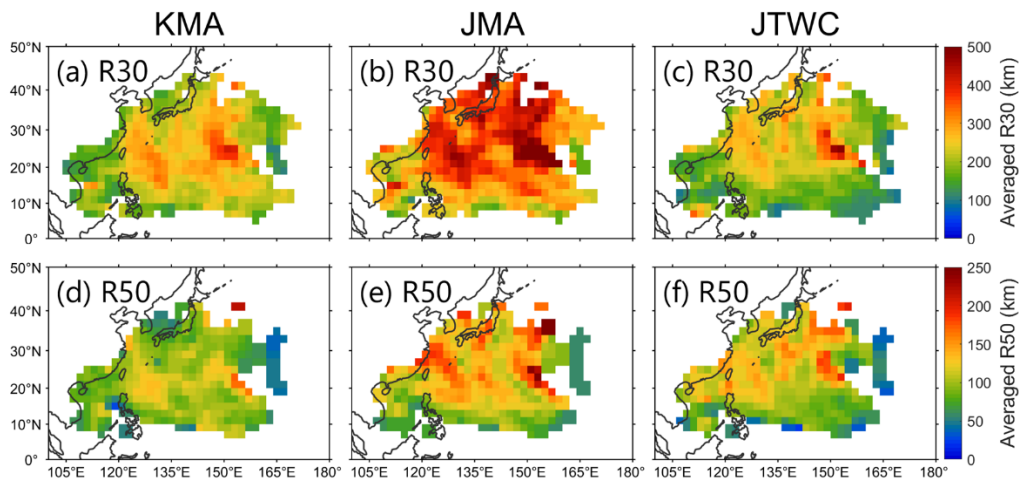 KMA JMA JTWC
50°N
40°N
30°N
20°N
10°N
0°
(a) R30 (b) R30 (c) R30
500
400
300
200
100
0
Averaged R30 (km)
50°N
40°N
30°N
20°N
10°N
0°
(d) R50 (e) R50 (f) R50
250
200
150
100
50
0
Averaged R50 (km)
105°E 120°E 135°E 150°E 165°E 180° 105°E 120°E 135°E 150°E 165°E 180° 105°E 120°E 135°E 150°E 165°E 180°